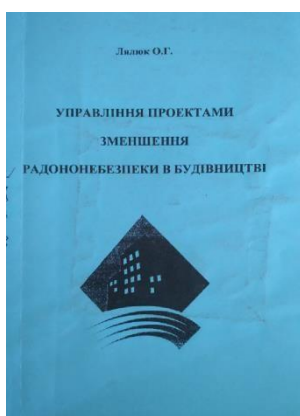 Лялюк О.Г.
УПРАВЛІННЯ ПРОЕКТАМИ
ЗМЕНШЕННЯ
РАДОНОНЕБЕЗПЕКИ В БУДІВНИЦТВІ